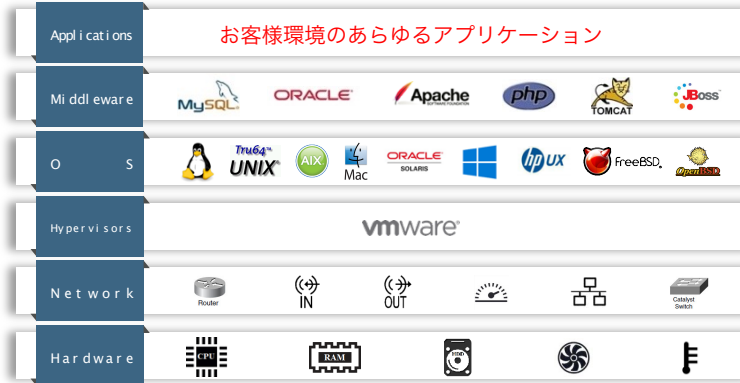 Applications
お客様環境のあらゆるアプリケーション
Middleware
MySQL
ORACLE
Apache
SOFTWARE FOUNDATION
php
TOMCAT
JBoss
OS
Tru64™
UNIX
AIX
Mac
ORACLE
SOLARIS
hp UX
FreeBSD
OpenBSD
Hypervisors
vmware
Network
Router
IN
OUT
Catalyst
Switch
Hardware
CPU
RAM
HDD